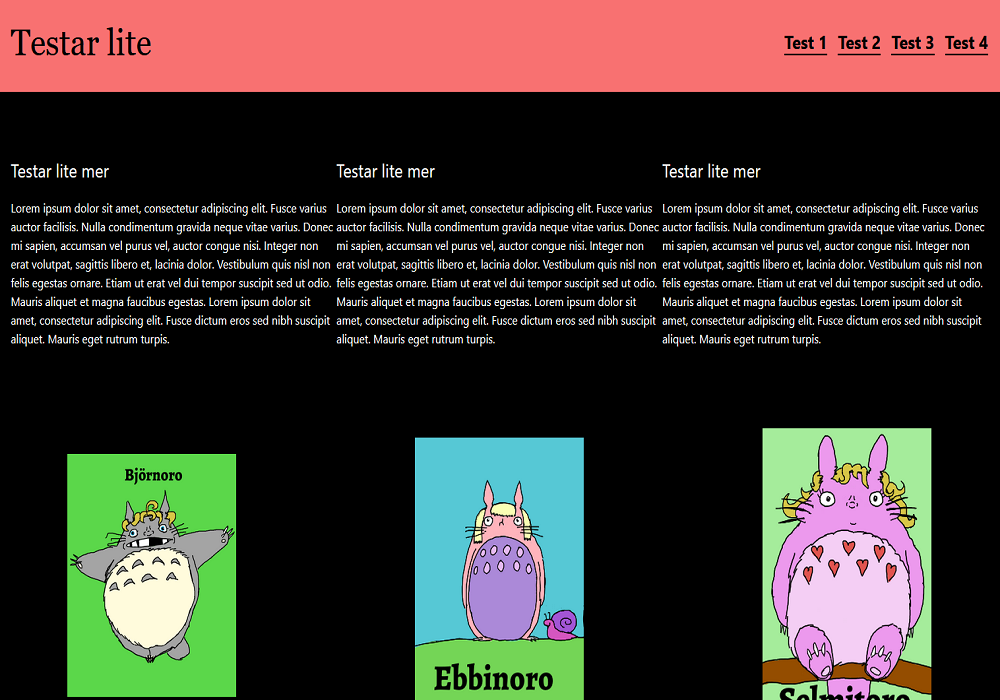 Testar lite
Test 1 Test 2 Test 3 Test 4
Testar lite mer
Lorem ipsum dolor sit amet, consectetur adipiscing elit. Fusce varius
auctor facilisis. Nulla condimentum gravida neque vitae varius. Donec
mi sapien, accumsan vel purus vel, auctor congue nisi. Integer non
erat volutpat, sagittis libero et, lacinia dolor. Vestibulum quis nisl non
felis egestas ornare. Etiam ut erat vel dui tempor suscipit sed ut odio.
Mauris aliquet et magna faucibus egestas. Lorem ipsum dolor sit
amet, consectetur adipiscing elit. Fusce dictum eros sed nibh suscipit
aliquet. Mauris eget rutrum turpis.
Testar lite mer
Lorem ipsum dolor sit amet, consectetur adipiscing elit. Fusce varius
auctor facilisis. Nulla condimentum gravida neque vitae varius. Donec
mi sapien, accumsan vel purus vel, auctor congue nisi. Integer non
erat volutpat, sagittis libero et, lacinia dolor. Vestibulum quis nisl non
felis egestas ornare. Etiam ut erat vel dui tempor suscipit sed ut odio.
Mauris aliquet et magna faucibus egestas. Lorem ipsum dolor sit
amet, consectetur adipiscing elit. Fusce dictum eros sed nibh suscipit
aliquet. Mauris eget rutrum turpis.
Testar lite mer
Lorem ipsum dolor sit amet, consectetur adipiscing elit. Fusce varius
auctor facilisis. Nulla condimentum gravida neque vitae varius. Donec
mi sapien, accumsan vel purus vel, auctor congue nisi. Integer non
erat volutpat, sagittis libero et, lacinia dolor. Vestibulum quis nisl non
felis egestas ornare. Etiam ut erat vel dui tempor suscipit sed ut odio.
Mauris aliquet et magna faucibus egestas. Lorem ipsum dolor sit
amet, consectetur adipiscing elit. Fusce dictum eros sed nibh suscipit
aliquet. Mauris eget rutrum turpis.
Björnoro
Ebbinoro